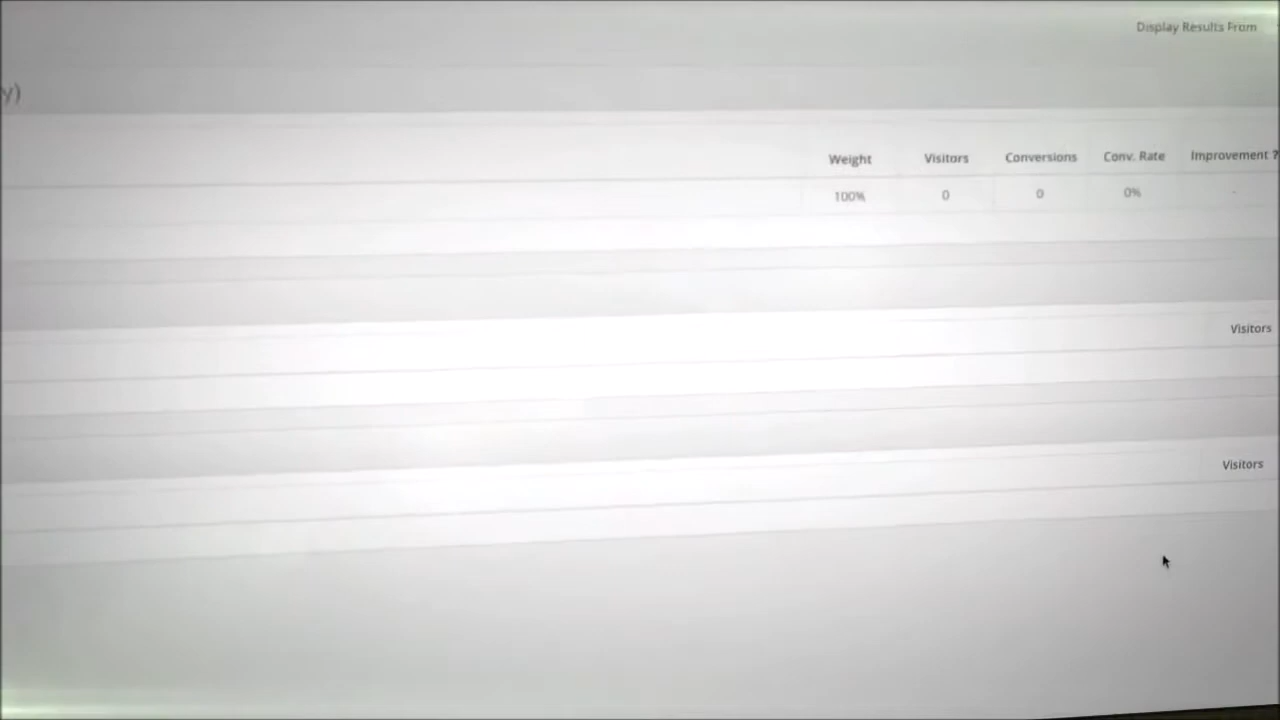 Display Results From
y)
Weight Visitors Conversions Conv. Rate Improvement ?
100% 0 0 0% -
Visitors
Visitors